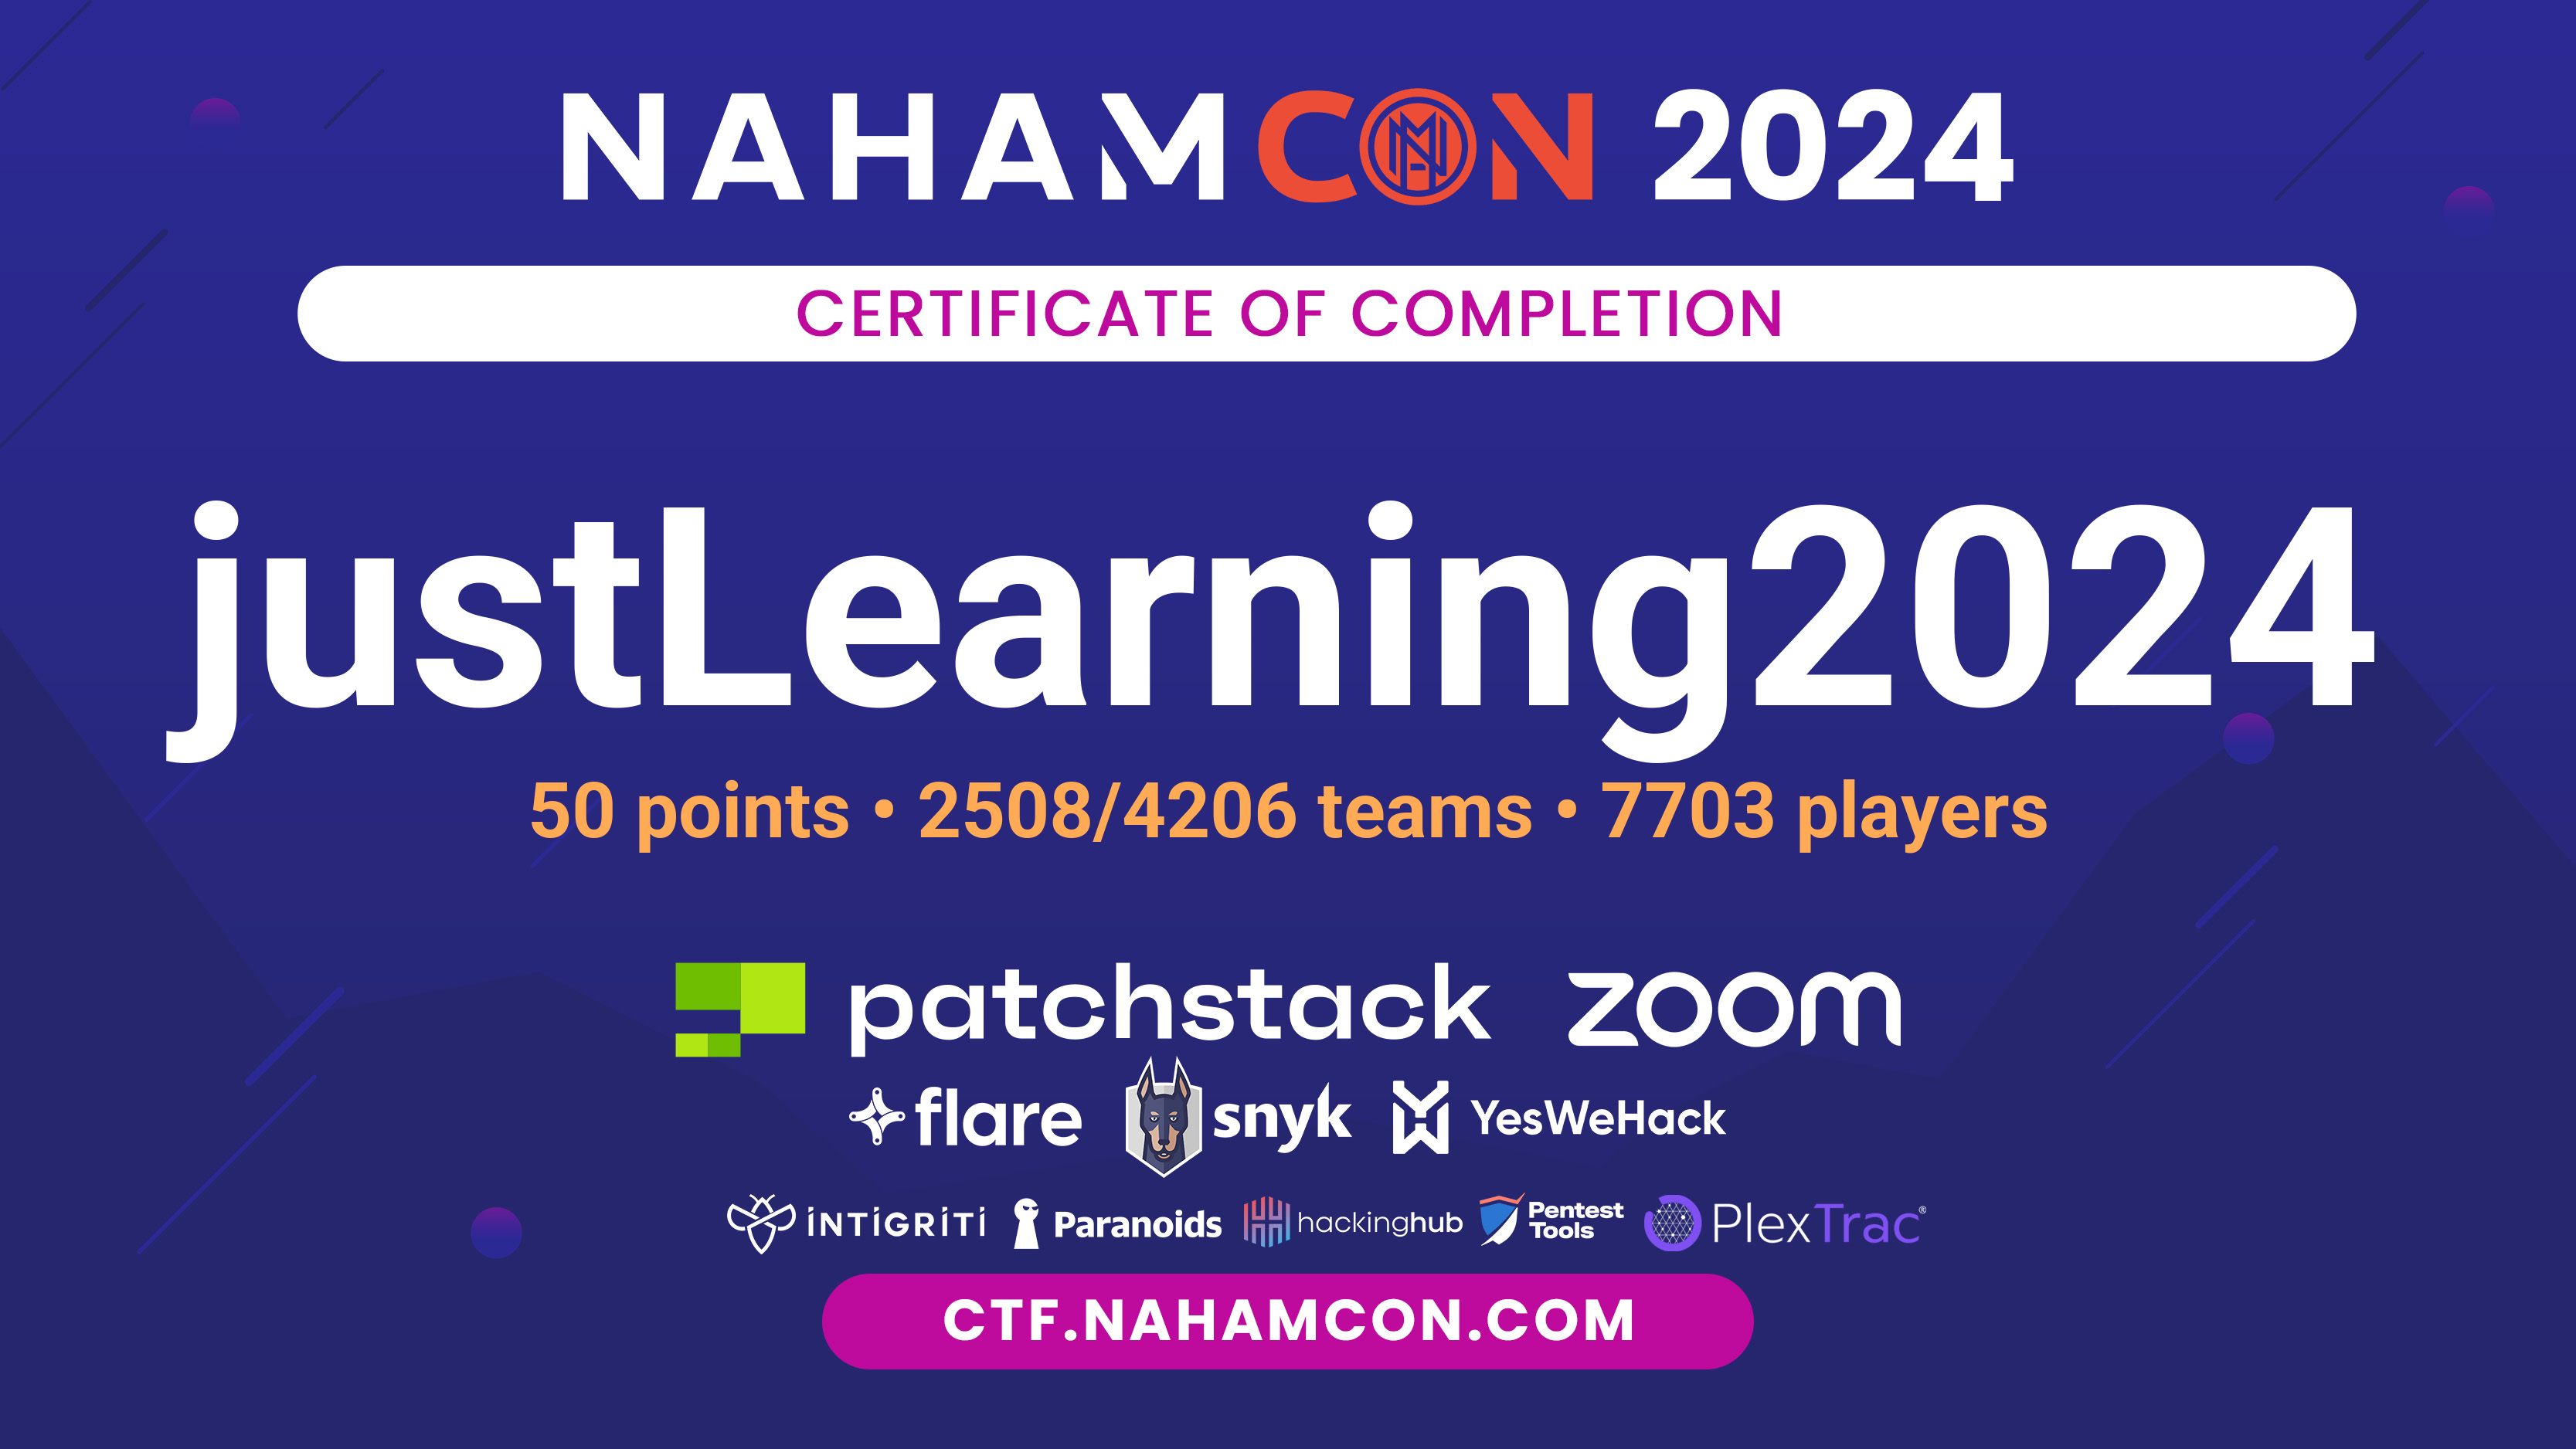 NAHAMCON 2024
CERTIFICATE OF COMPLETION
justLearning2024
50 points • 2508/4206 teams • 7703 players
patchstack zoom
flare snyk YesWeHack
INTIGRITI Paranoids hackinghub Pentest Tools PlexTrac®
CTF.NAHAMCON.COM